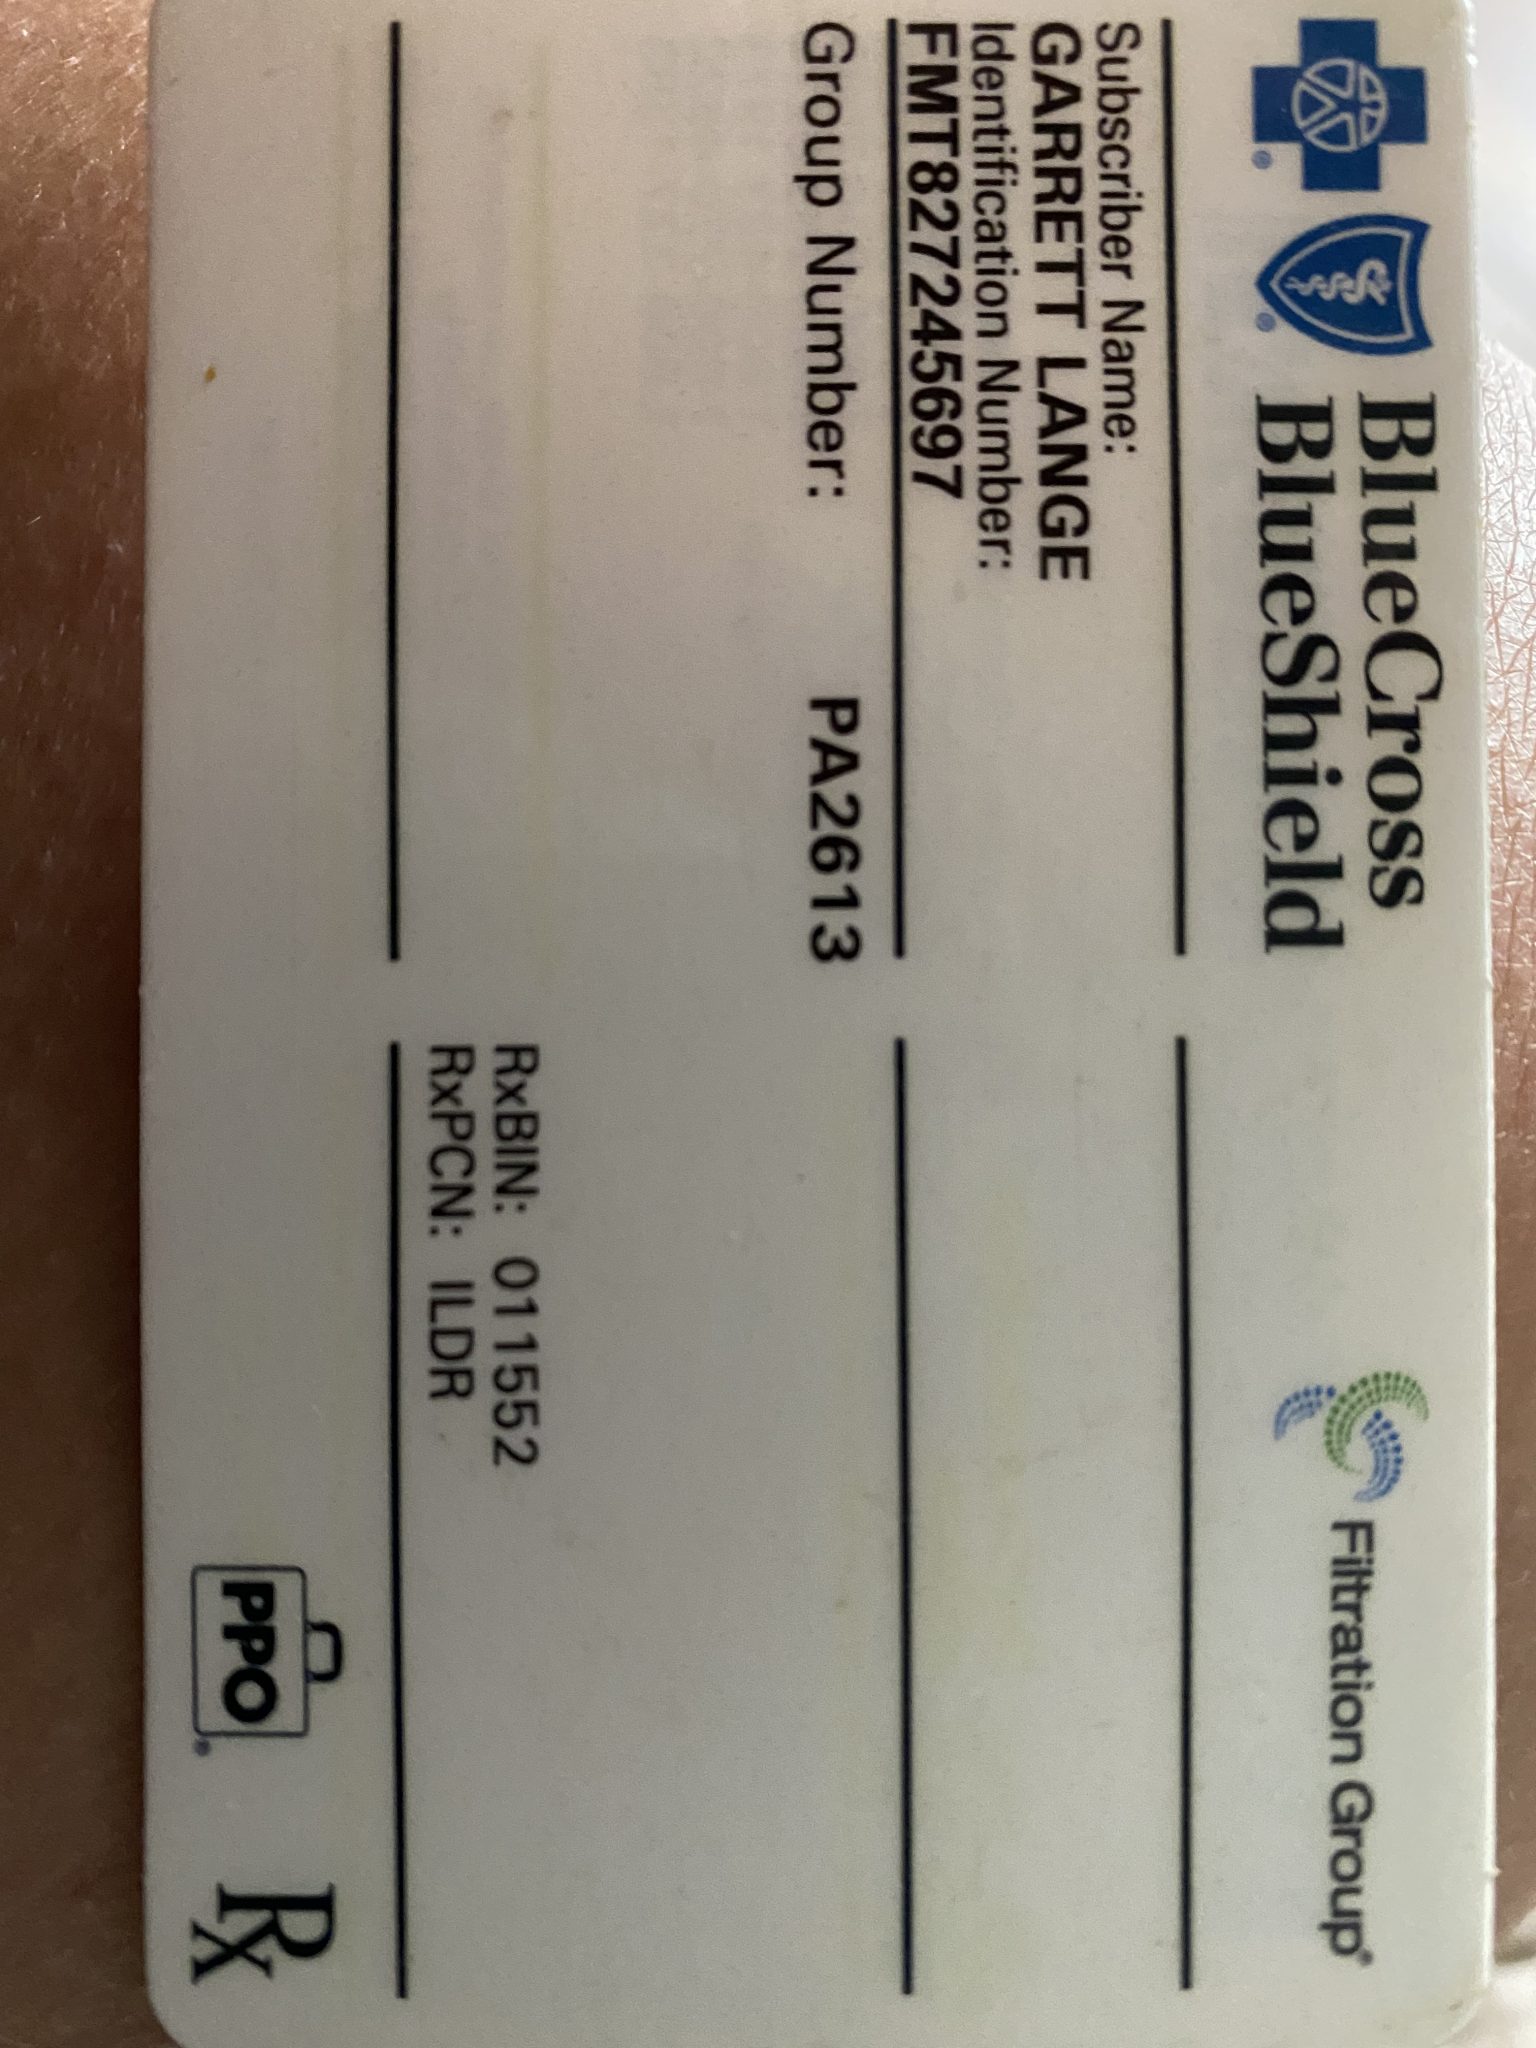 BlueCross
BlueShield
Filtration Group®
Subscriber Name:
GARRETT LANGE
Identification Number:
FMT827245697
Group Number: PA2613
RxBIN: 011552
RxPCN: ILDR
PPO®
Rx